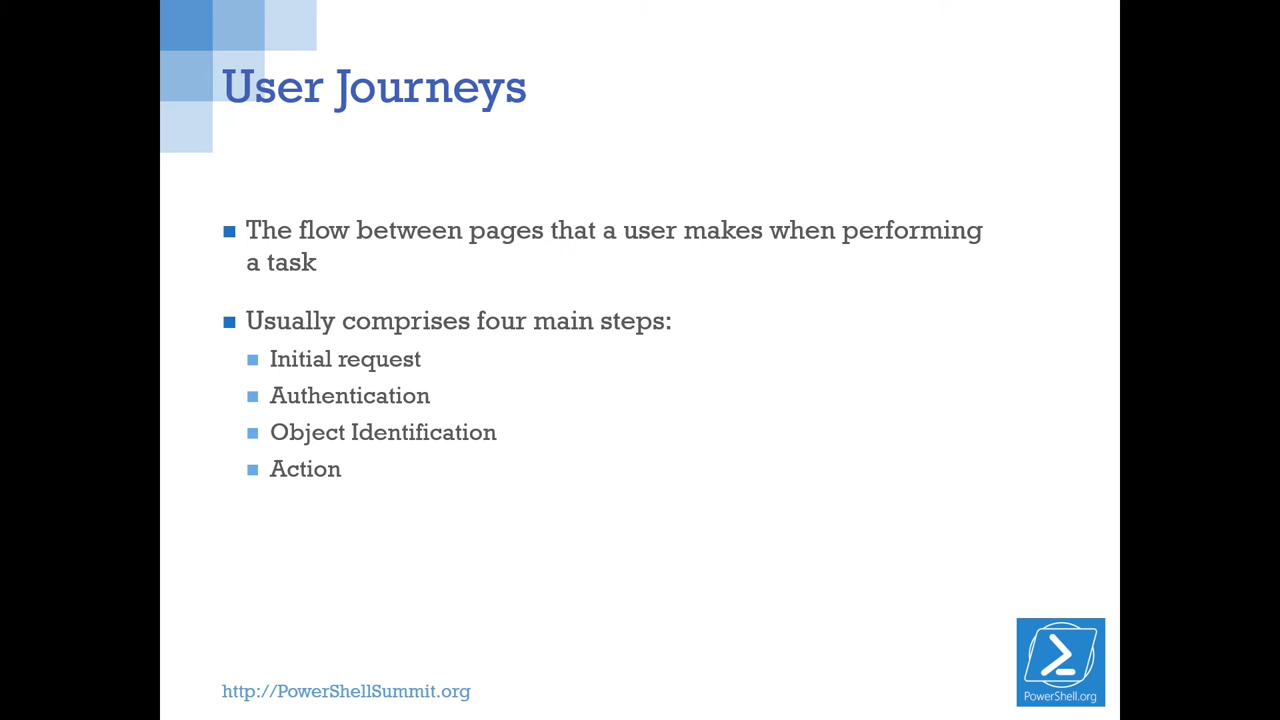 User Journeys
The flow between pages that a user makes when performing
a task
Usually comprises four main steps:
Initial request
Authentication
Object Identification
Action
http://PowerShellSummit.org
PowerShell.org